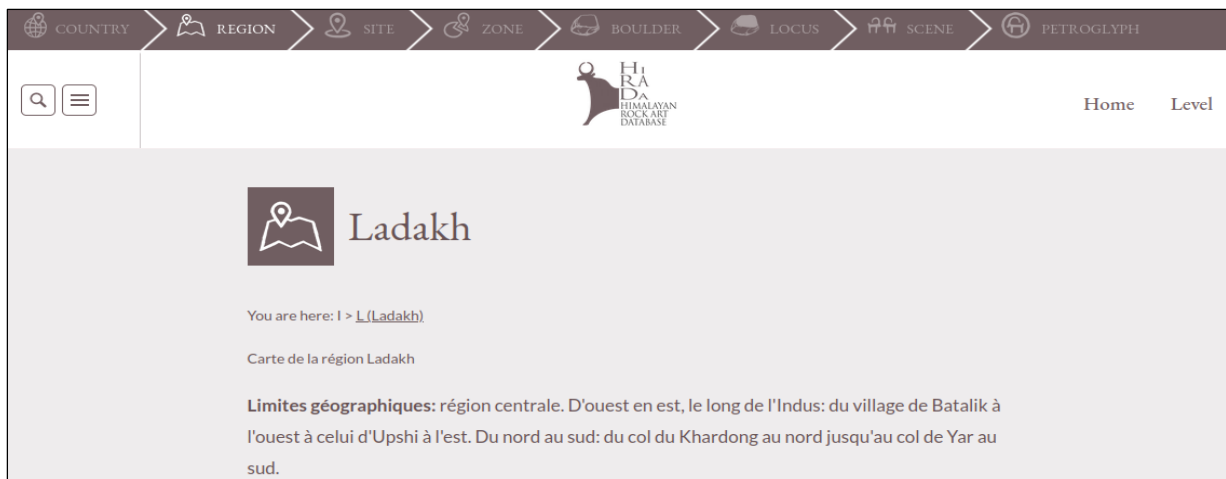 COUNTRY REGION SITE ZONE BOULDER LOCUS SCENE PETROGLYPH
HI
RA
DA
HIMALAYAN
ROCK ART
DATABASE
Home Level
Ladakh
You are here: I > L (Ladakh)
Carte de la région Ladakh
Limites géographiques: région centrale. D'ouest en est, le long de l'Indus: du village de Batalik à
l'ouest à celui d'Upshi à l'est. Du nord au sud: du col du Khardong au nord jusqu'au col de Yar au
sud.